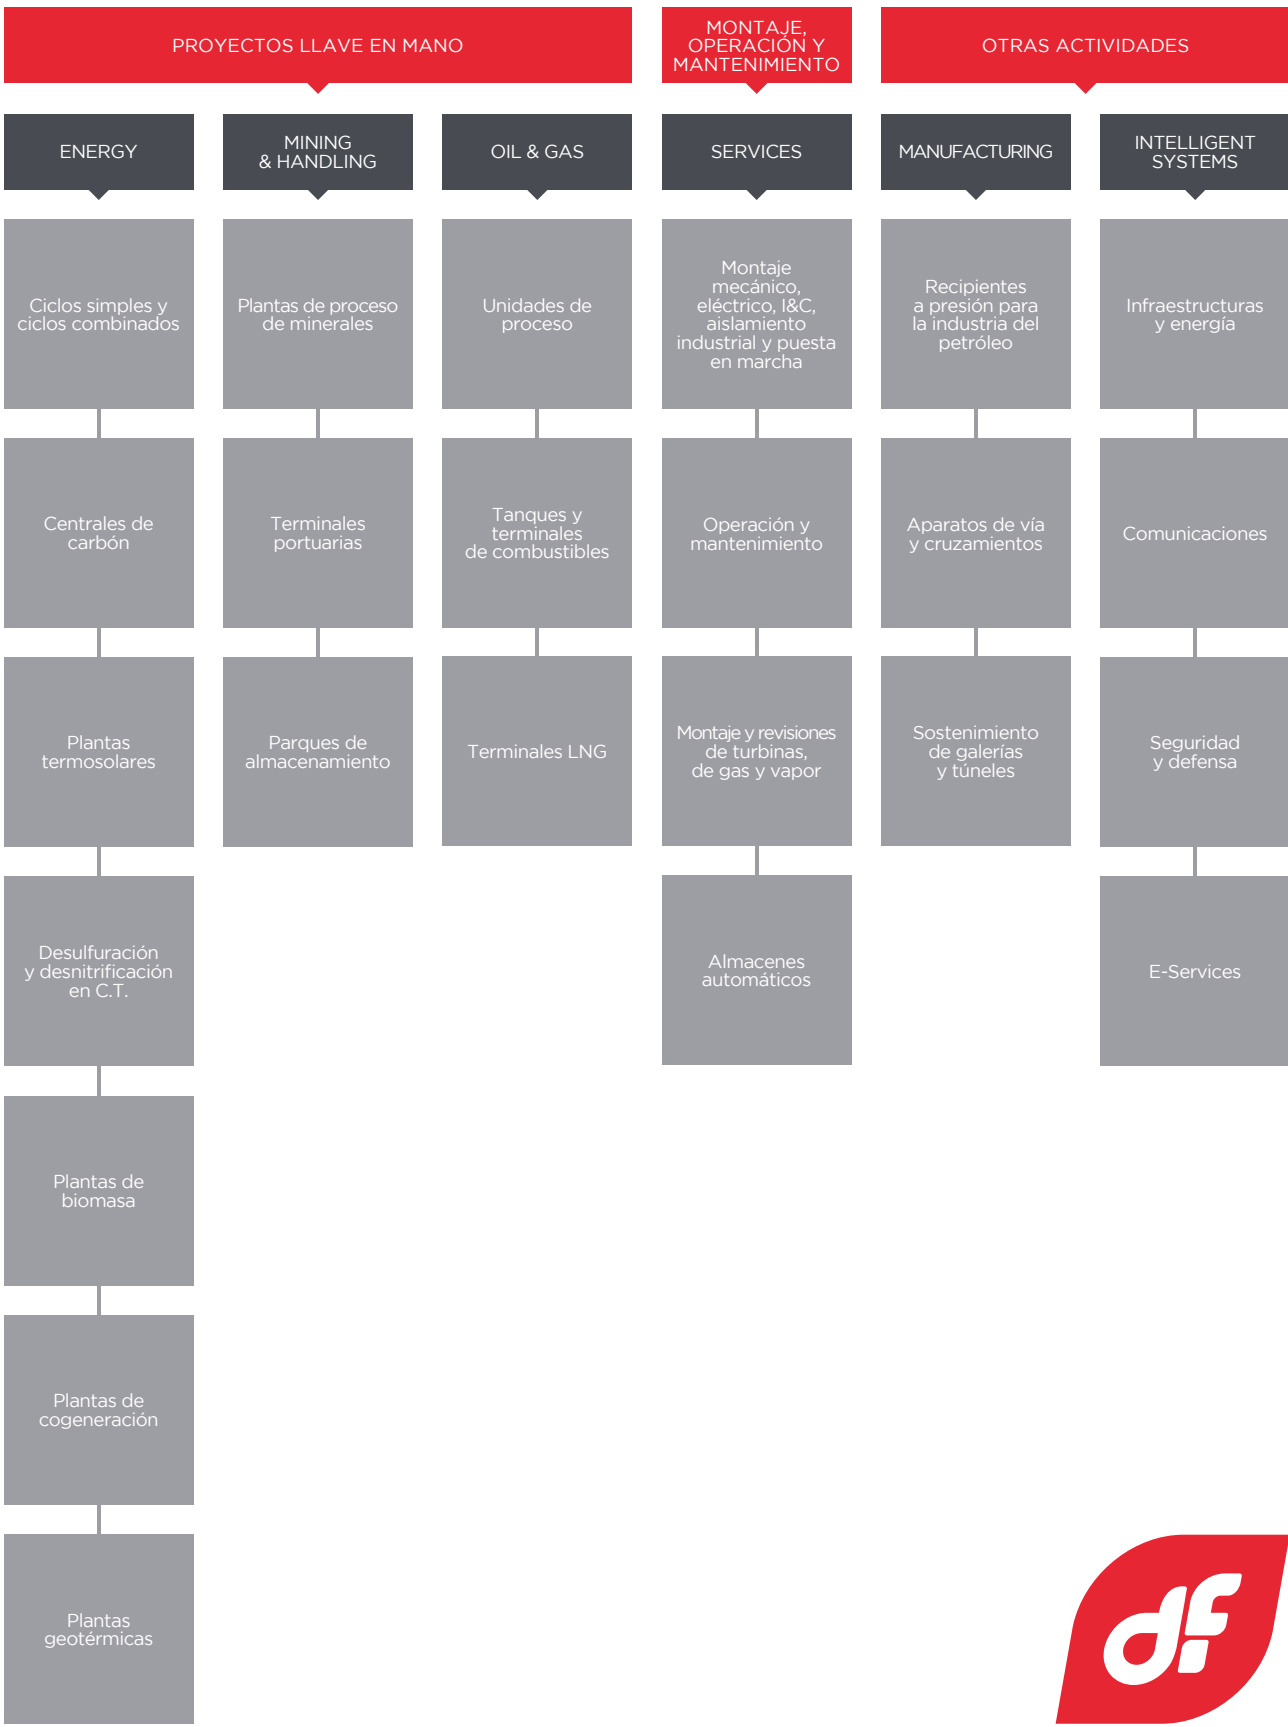 PROYECTOS LLAVE EN MANO
MONTAJE,
OPERACIÓN Y
MANTENIMIENTO
OTRAS ACTIVIDADES
ENERGY
MINING
& HANDLING
OIL & GAS
SERVICES
MANUFACTURING
INTELLIGENT
SYSTEMS
Ciclos simples y
ciclos combinados
Plantas de proceso
de minerales
Unidades de
proceso
Montaje
mecánico,
eléctrico, I&C,
aislamiento
industrial y puesta
en marcha
Recipientes
a presión para
la industria del
petróleo
Infraestructuras
y energía
Centrales de
carbón
Terminales
portuarias
Tanques y
terminales
de combustibles
Operación y
mantenimiento
Aparatos de vía
y cruzamientos
Comunicaciones
Plantas
termosolares
Parques de
almacenamiento
Terminales LNG
Montaje y revisiones
de turbinas,
de gas y vapor
Sostenimiento
de galerías
y túneles
Seguridad
y defensa
Desulfuración
y desnitrificación
en C.T.
Almacenes
automáticos
E-Services
Plantas de
biomasa
Plantas de
cogeneración
Plantas
geotérmicas
df